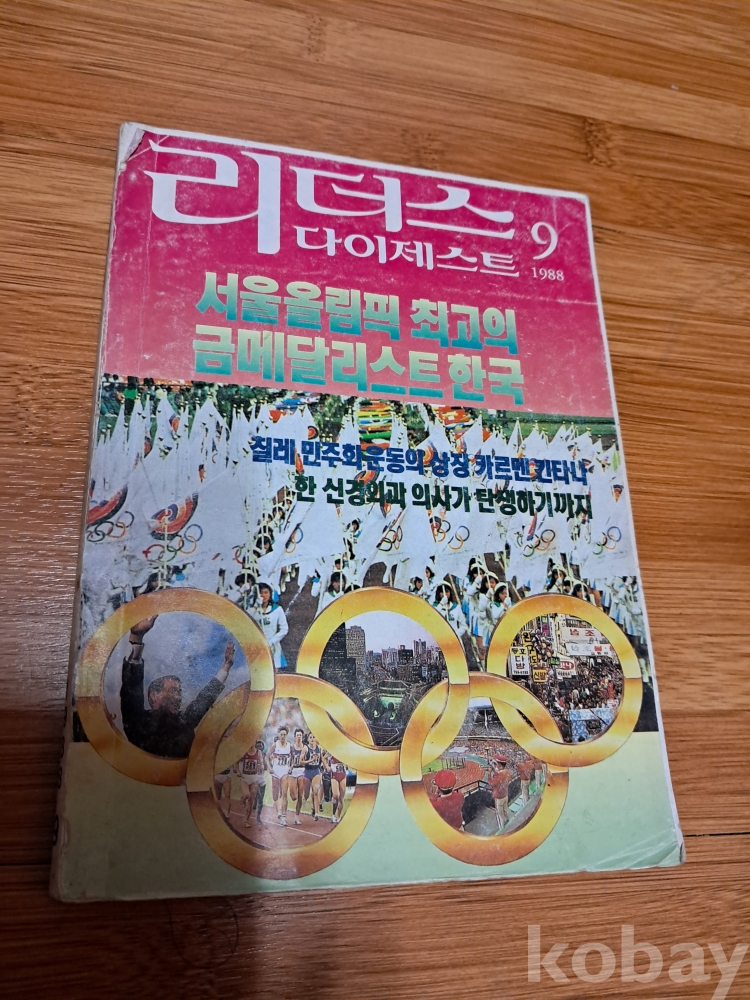 리더스
다이제스트
9
1988
서울올림픽 최고의
금메달리스트 한국
칠레 민주화운동의 상징 카르멘 킨타나
한 신경외과 의사가 탄생하기까지
kobay